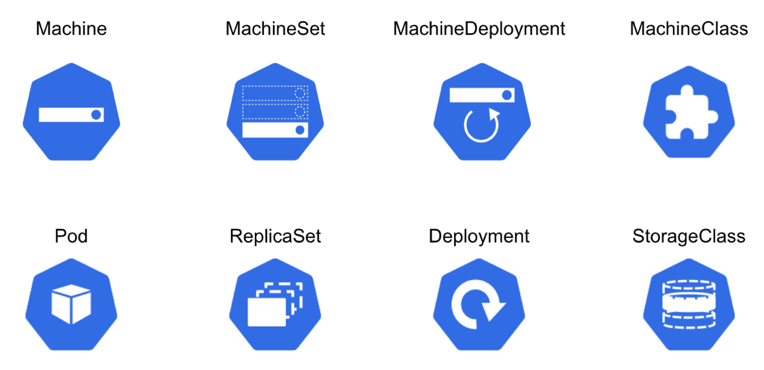 Machine
MachineSet
MachineDeployment
MachineClass
Pod
ReplicaSet
Deployment
StorageClass